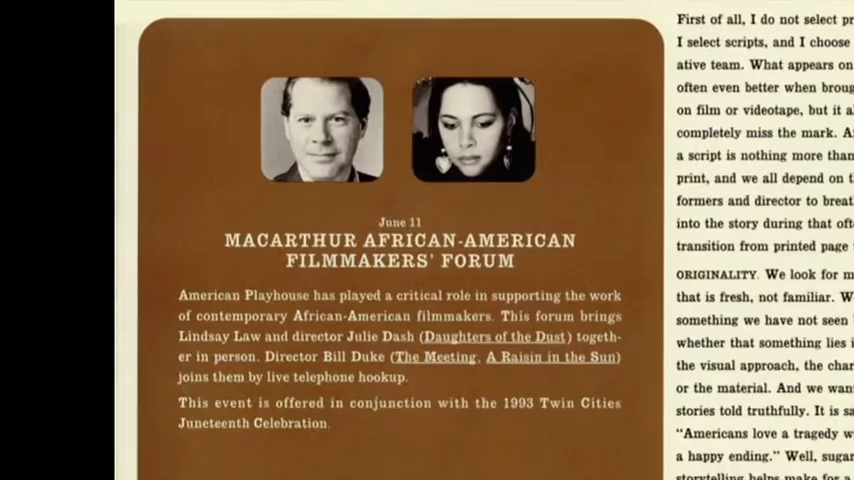 June 11
MACARTHUR AFRICAN-AMERICAN
FILMMAKERS' FORUM
American Playhouse has played a critical role in supporting the work
of contemporary African-American filmmakers. This forum brings
Lindsay Law and director Julie Dash (Daughters of the Dust) togeth-
er in person. Director Bill Duke (The Meeting, A Raisin in the Sun)
joins them by live telephone hookup.
This event is offered in conjunction with the 1993 Twin Cities
Juneteenth Celebration.
First of all, I do not select
I select scripts, and I choose
ative team. What appears on
often even better when
on film or videotape, but it
completely miss the mark.
a script is nothing more than
print, and we all depend on
formers and director to
into the story during that
transition from printed page
ORIGINALITY. We look for
that is fresh, not familiar.
something we have not seen
whether that something lies
the visual approach, the
or the material. And we
stories told truthfully. It is
"Americans love a tragedy
a happy ending." Well,
storytelling helps make for a